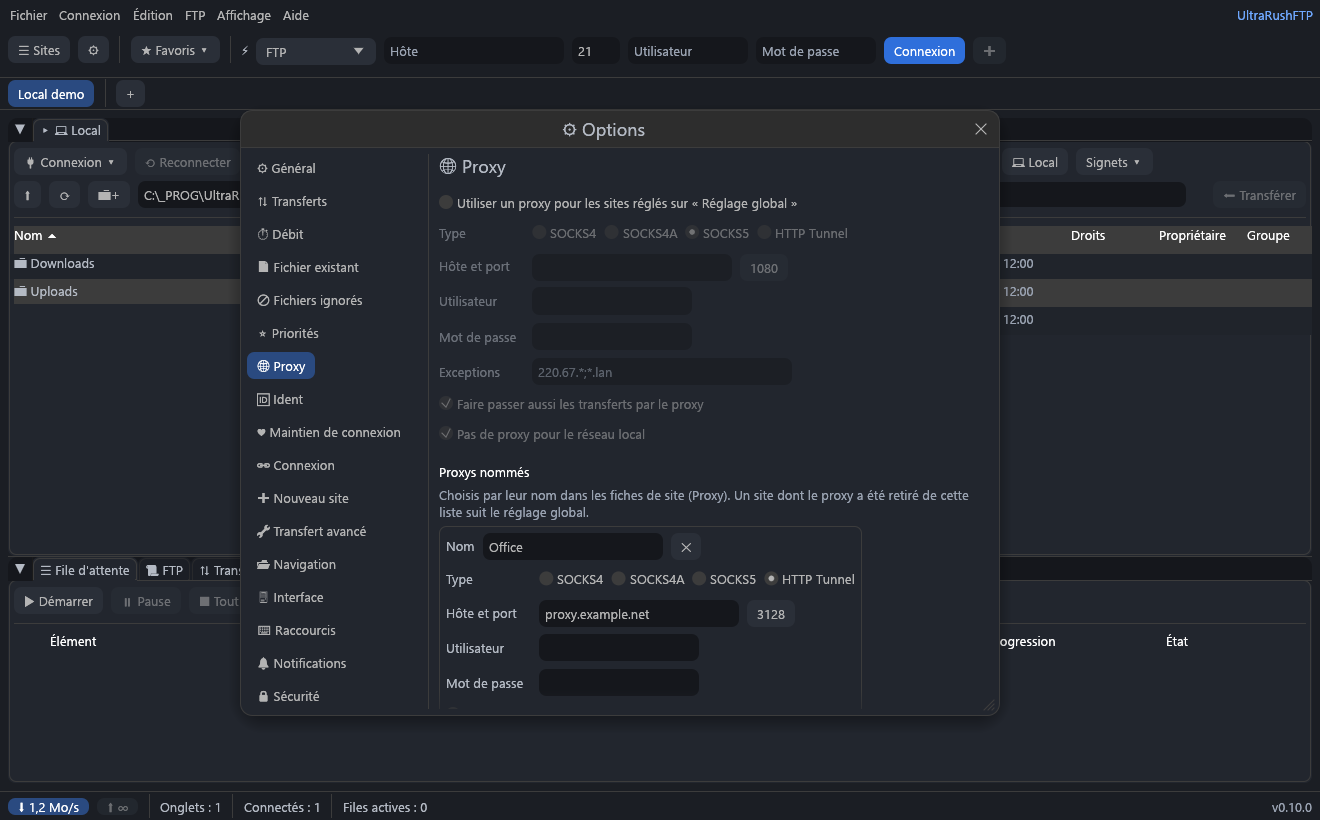 Fichier Connexion Édition FTP Affichage Aide UltraRushFTP
Sites Favoris FTP Hôte 21 Utilisateur Mot de passe Connexion +
Local demo +
Local
Options
Connexion Reconnecter
Local Signets
C:\_PROG\UltraR
Transférer
Nom
Droits Propriétaire Groupe
Downloads
12:00
Uploads
12:00
12:00
Général
Transferts
Débit
Fichier existant
Fichiers ignorés
Priorités
Proxy
Ident
Maintien de connexion
Connexion
Nouveau site
Transfert avancé
Navigation
Interface
Raccourcis
Notifications
Sécurité
Proxy
Utiliser un proxy pour les sites réglés sur « Réglage global »
Type SOCKS4 SOCKS4A SOCKS5 HTTP Tunnel
Hôte et port 1080
Utilisateur
Mot de passe
Exceptions 220.67.*;*.lan
Faire passer aussi les transferts par le proxy
Pas de proxy pour le réseau local
Proxys nommés
Choisis par leur nom dans les fiches de site (Proxy). Un site dont le proxy a été retiré de cette
liste suit le réglage global.
Nom Office
Type SOCKS4 SOCKS4A SOCKS5 HTTP Tunnel
Hôte et port proxy.example.net 3128
Utilisateur
Mot de passe
File d'attente FTP Trans
Démarrer Pause Tout
Élément
ogression État
1,2 Mo/s ∞ Onglets : 1 Connectés : 1 Files actives : 0 v0.10.0